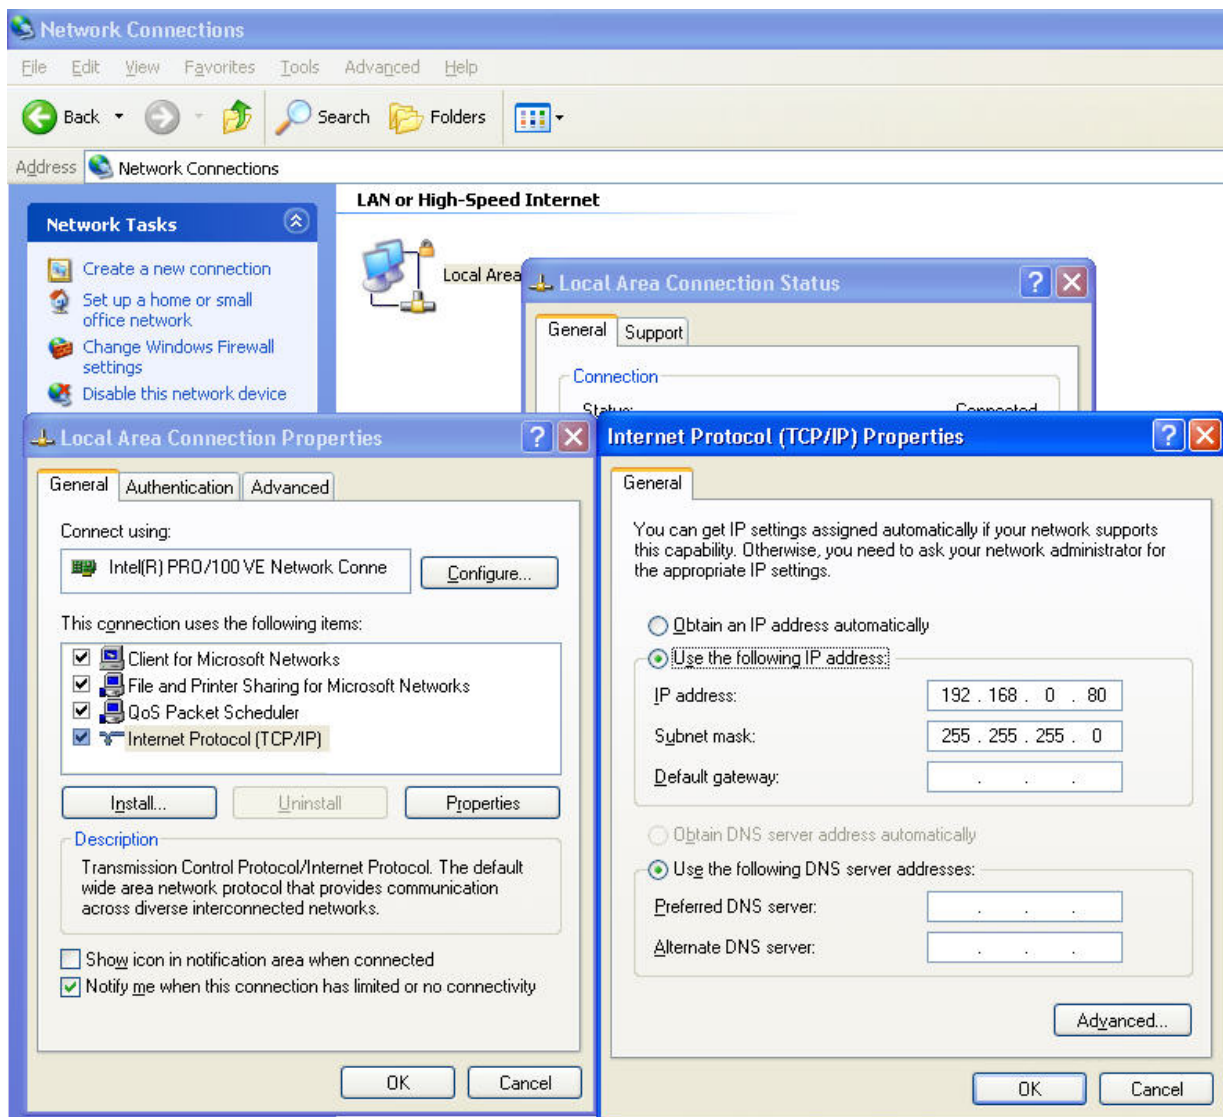 Network Connections
File Edit View Favorites Tools Advanced Help
Back Search Folders
Address Network Connections
LAN or High-Speed Internet
Network Tasks
Create a new connection
Set up a home or small
office network
Change Windows Firewall
settings
Disable this network device
Local Area
Local Area Connection Status
General Support
Connection
Status: Connected
Local Area Connection Properties
General Authentication Advanced
Connect using:
Intel(R) PRO/100 VE Network Conne
Configure...
This connection uses the following items:
Client for Microsoft Networks
File and Printer Sharing for Microsoft Networks
QoS Packet Scheduler
Internet Protocol (TCP/IP)
Install... Uninstall Properties
Description
Transmission Control Protocol/Internet Protocol. The default
wide area network protocol that provides communication
across diverse interconnected networks.
Show icon in notification area when connected
Notify me when this connection has limited or no connectivity
OK Cancel
Internet Protocol (TCP/IP) Properties
General
You can get IP settings assigned automatically if your network supports
this capability. Otherwise, you need to ask your network administrator for
the appropriate IP settings.
Obtain an IP address automatically
Use the following IP address:
IP address: 192 . 168 . 0 . 80
Subnet mask: 255 . 255 . 255 . 0
Default gateway: . . .
Obtain DNS server address automatically
Use the following DNS server addresses:
Preferred DNS server: . . .
Alternate DNS server: . . .
Advanced...
OK Cancel